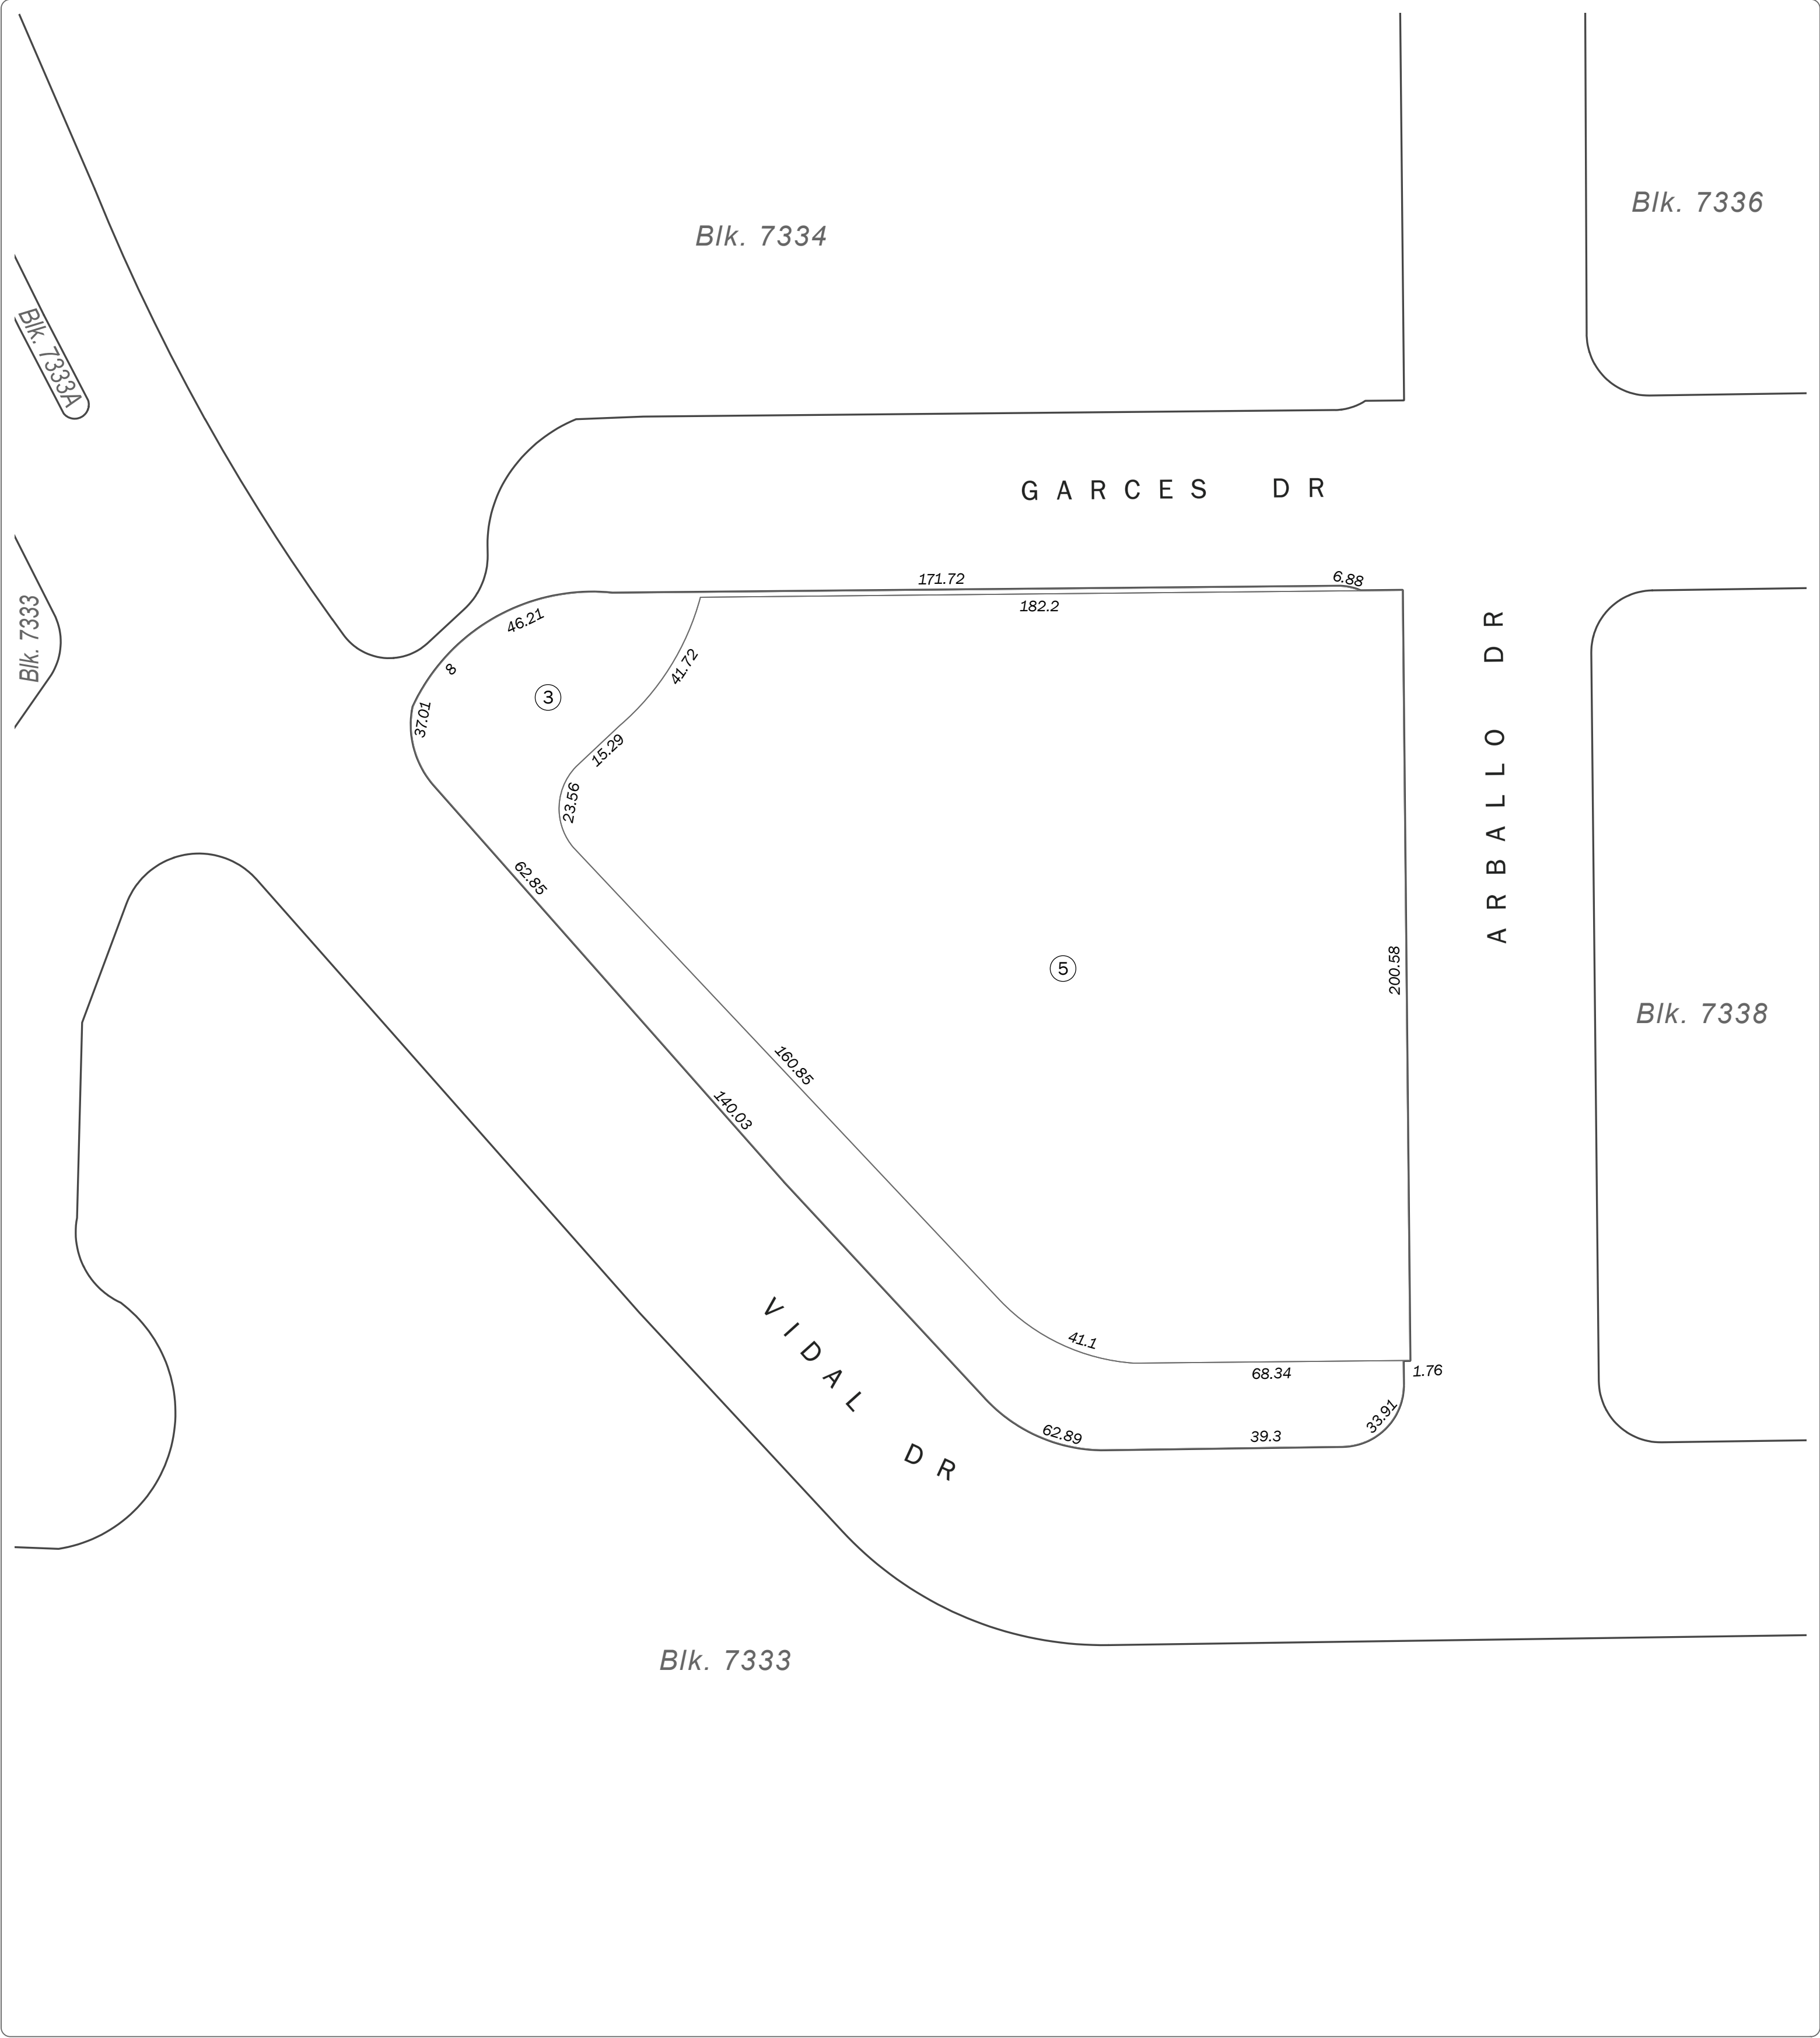 Blk. 7336
Blk. 7334
Blk. 7333A
GARCES DR
171.72
6.88
182.2
46.21
8
41.72
3
37.01
15.29
23.56
Blk. 7333
ARBALLO DR
62.85
5
200.58
Blk. 7338
160.85
140.03
VIDAL DR
41.1
68.34
1.76
33.91
62.89
39.3
Blk. 7333